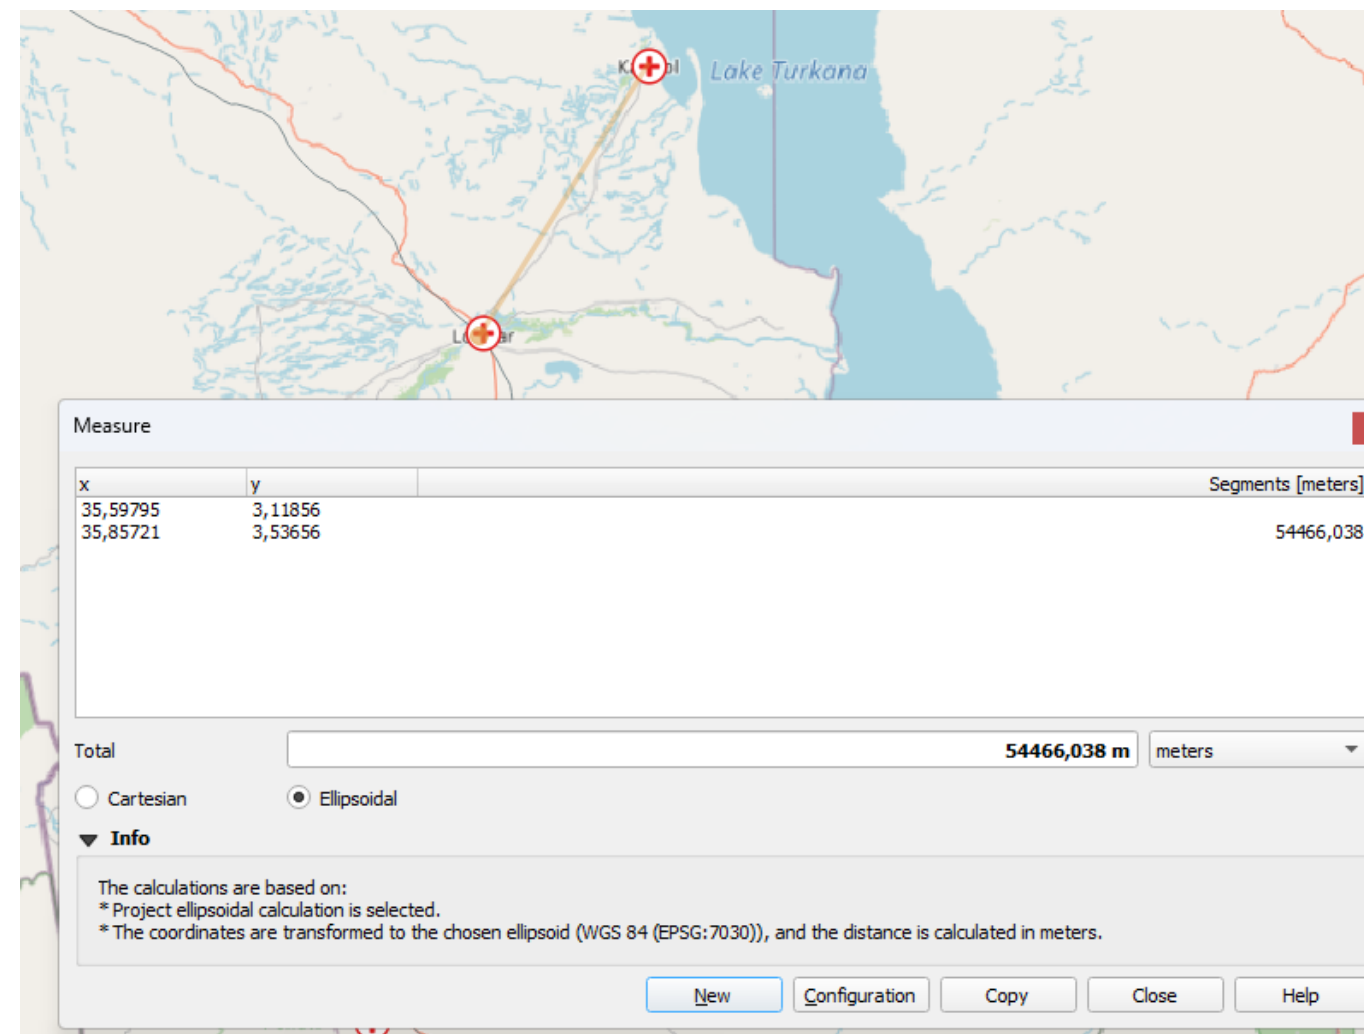 Lake Turkana
Measure
x y Segments [meters]
35,59795 3,11856
35,85721 3,53656 54466,038
Total 54466,038 m meters
Cartesian Ellipsoidal
Info
The calculations are based on:
* Project ellipsoidal calculation is selected.
* The coordinates are transformed to the chosen ellipsoid (WGS 84 (EPSG:7030)), and the distance is calculated in meters.
New Configuration Copy Close Help